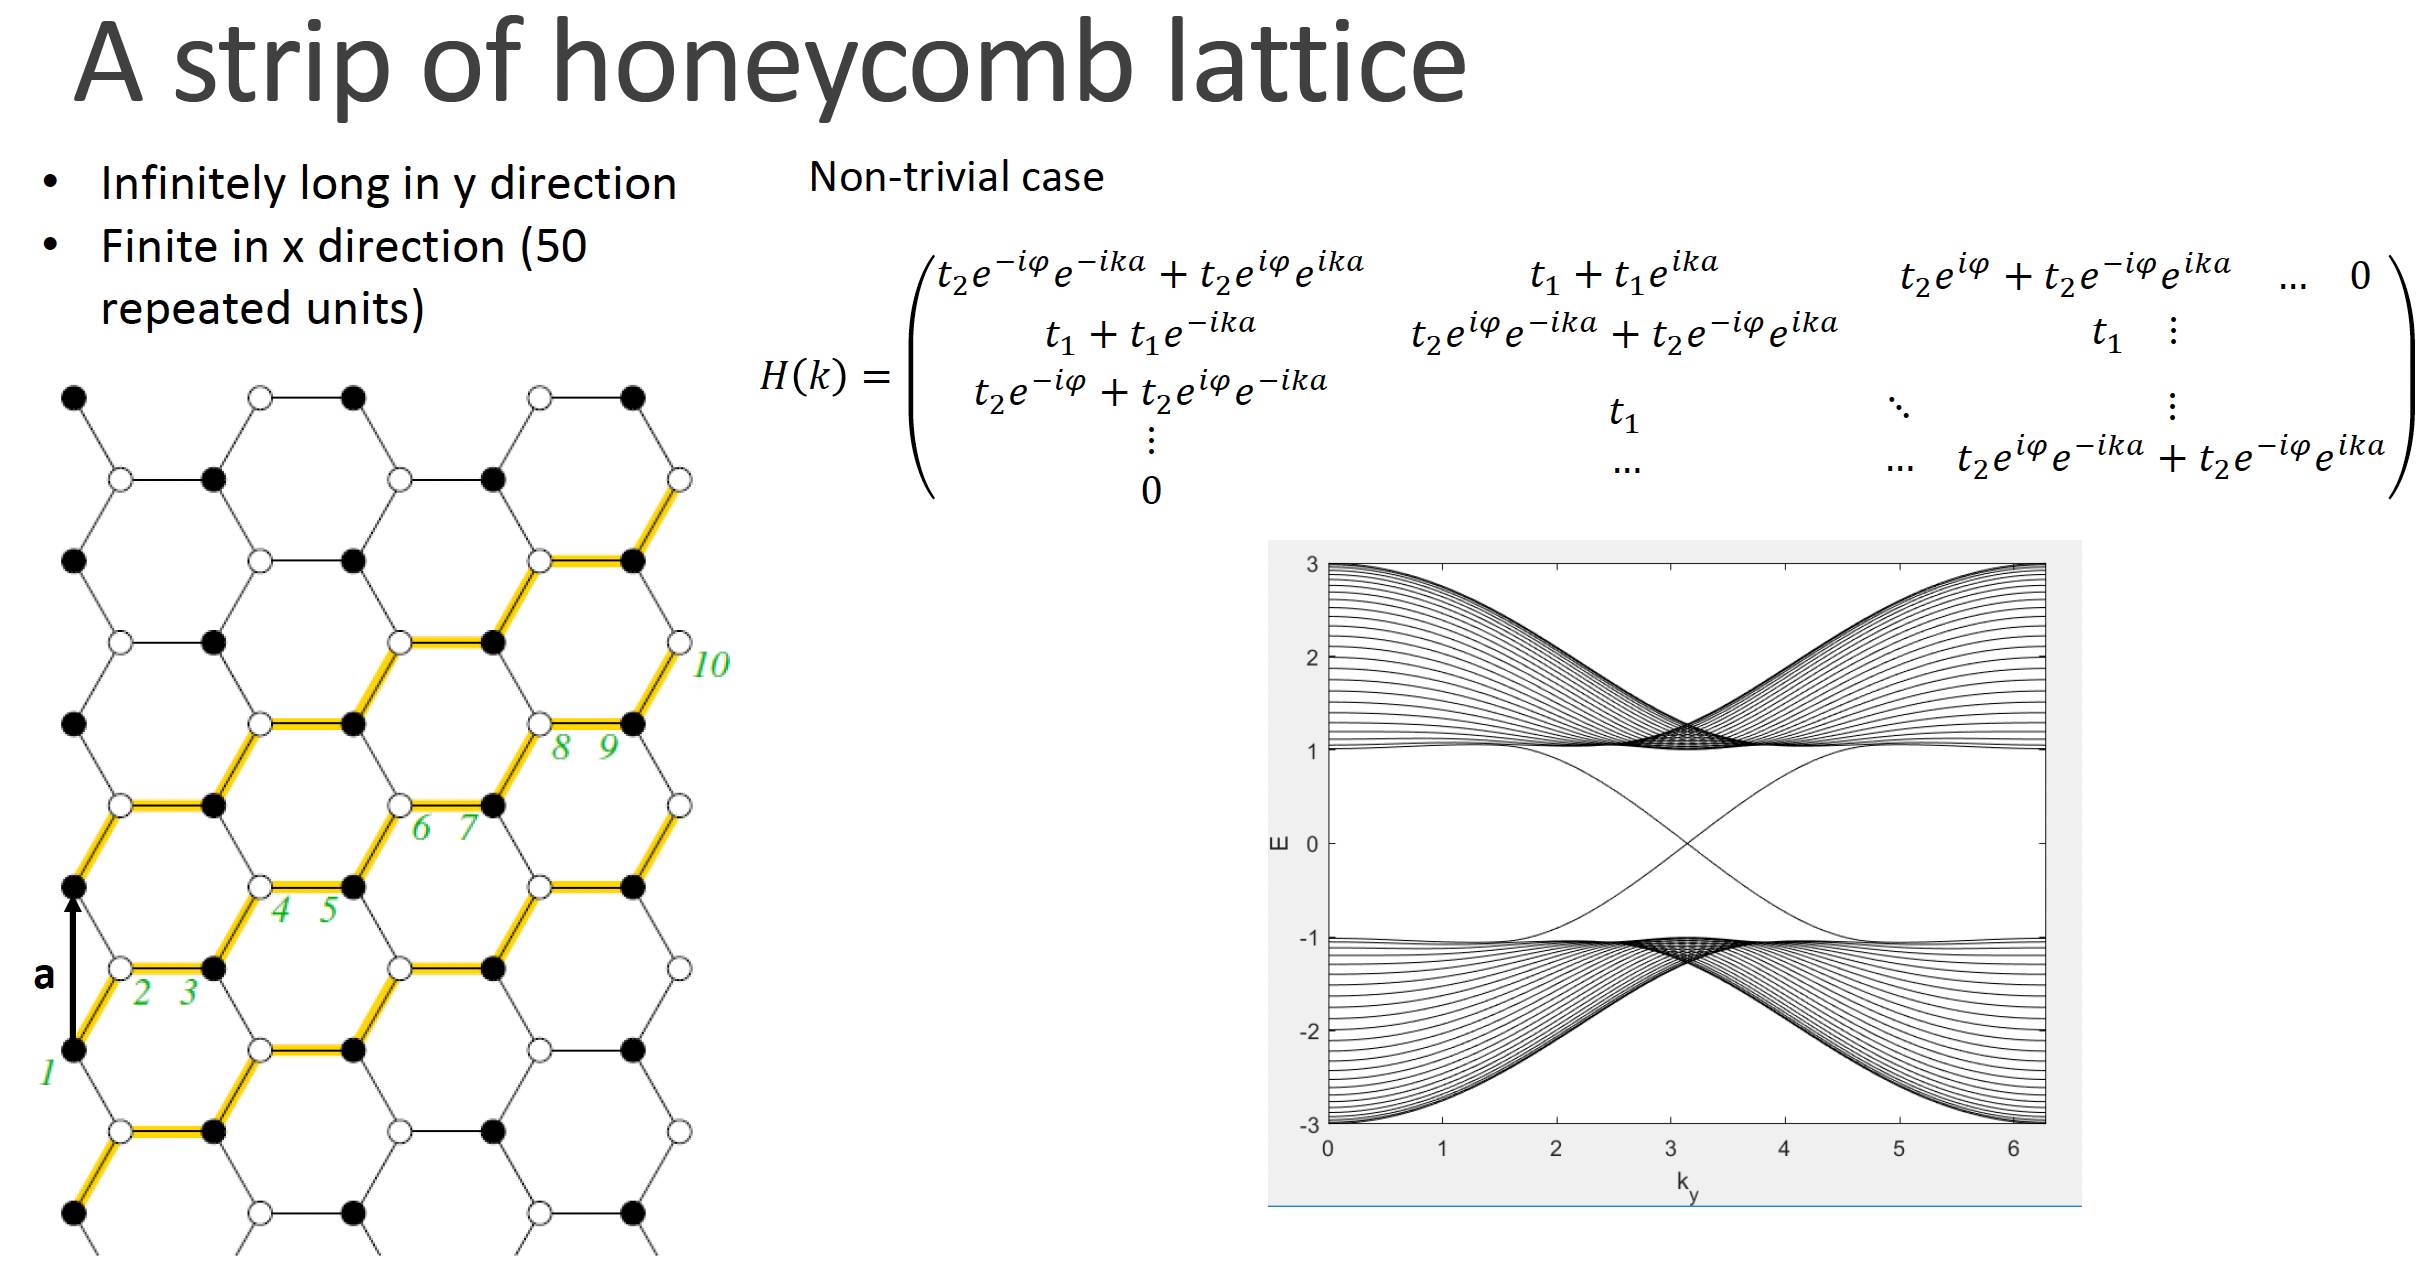 A strip of honeycomb lattice
• Infinitely long in y direction
• Finite in x direction (50
repeated units)
Non-trivial case
H(k) =
t₂e^{-iφ}e^{-ika} + t₂e^{iφ}e^{ika} t₁ + t₁e^{ika} t₂e^{iφ} + t₂e^{-iφ}e^{ika} … 0
t₁ + t₁e^{-ika} t₂e^{iφ}e^{-ika} + t₂e^{-iφ}e^{ika} t₁ ⋮
t₂e^{-iφ} + t₂e^{iφ}e^{-ika} t₁ ⋱ ⋮
⋮ … … t₂e^{iφ}e^{-ika} + t₂e^{-iφ}e^{ika}
0
10
8 9
6 7
4 5
a
2 3
1
3
2
1
E 0
-1
-2
-3
0 1 2 3 4 5 6
k_y